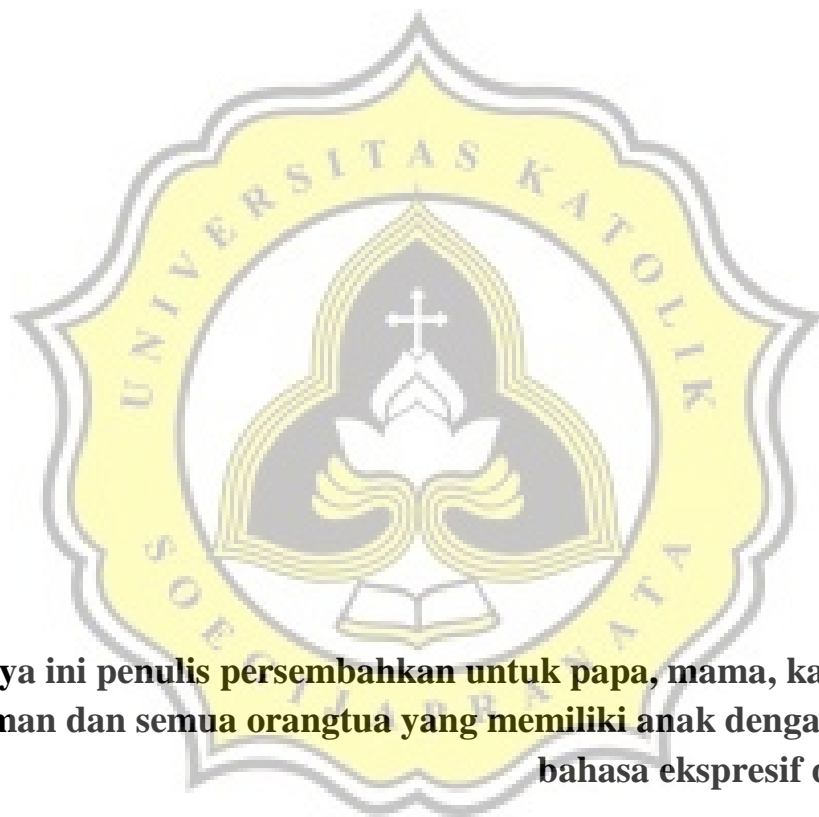 UNIVERSITAS KATOLIK
SOEGIJAPRANATA
ya ini penulis persembahkan untuk papa, mama, ka
man dan semua orangtua yang memiliki anak denga
bahasa ekspresif d